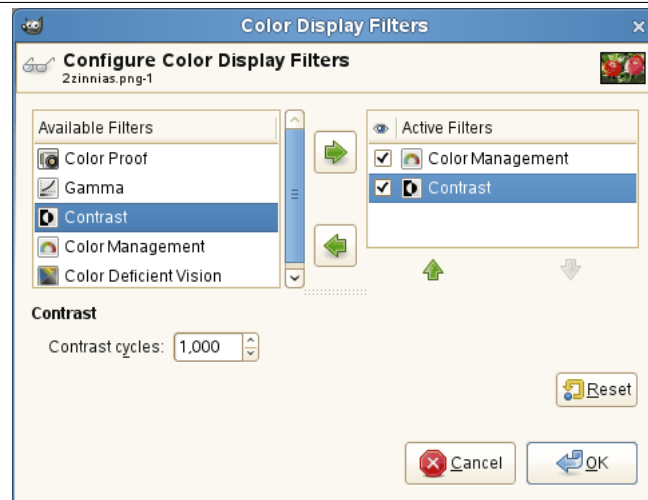 Color Display Filters
Configure Color Display Filters
2zinnias.png-1
Available Filters
Color Proof
Gamma
Contrast
Color Management
Color Deficient Vision
Active Filters
Color Management
Contrast
Contrast
Contrast cycles: 1,000
Reset
Cancel
OK